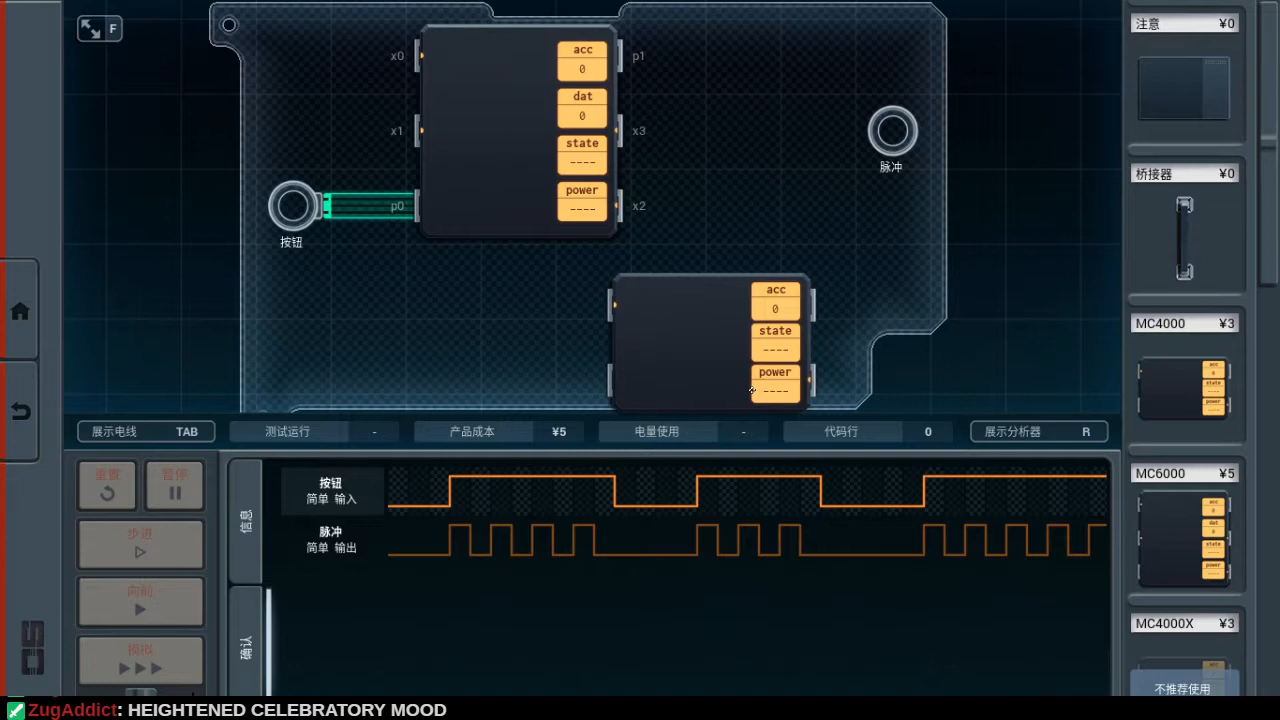 F
x0
x1
p0
acc
0
dat
0
state
----
power
----
p1
x3
x2
按钮
脉冲
acc
0
state
----
power
----
注意 ¥0
桥接器 ¥0
MC4000 ¥3
acc
0
state
power
MC6000 ¥5
acc
0
dat
0
state
power
MC4000X ¥3
不推荐使用
展示电线 TAB
测试运行 -
产品成本 ¥5
电量使用 -
代码行 0
展示分析器 R
重置
暂停
步进
向前
模拟
信息
确认
按钮
简单 输入
脉冲
简单 输出
ZugAddict: HEIGHTENED CELEBRATORY MOOD